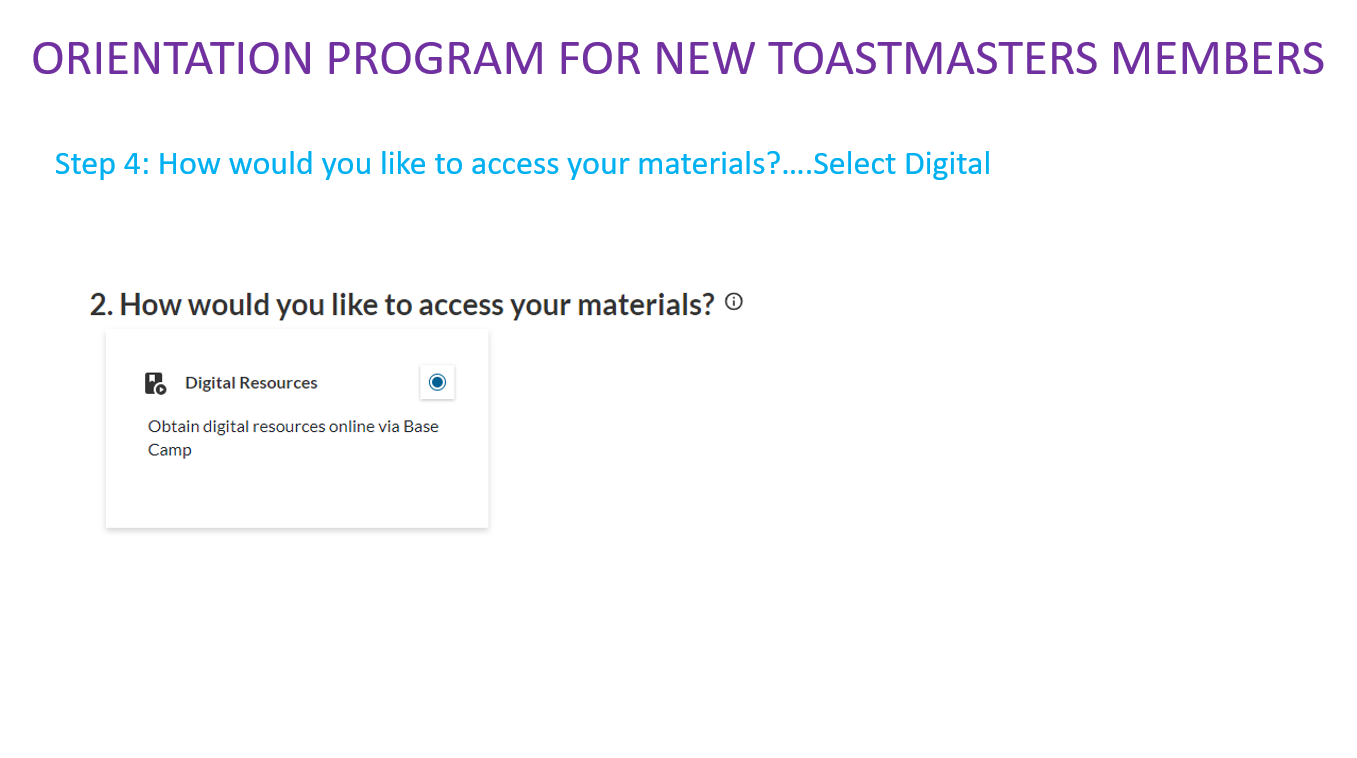 ORIENTATION PROGRAM FOR NEW TOASTMASTERS MEMBERS
Step 4: How would you like to access your materials?....Select Digital
2. How would you like to access your materials?
Digital Resources
Obtain digital resources online via Base
Camp